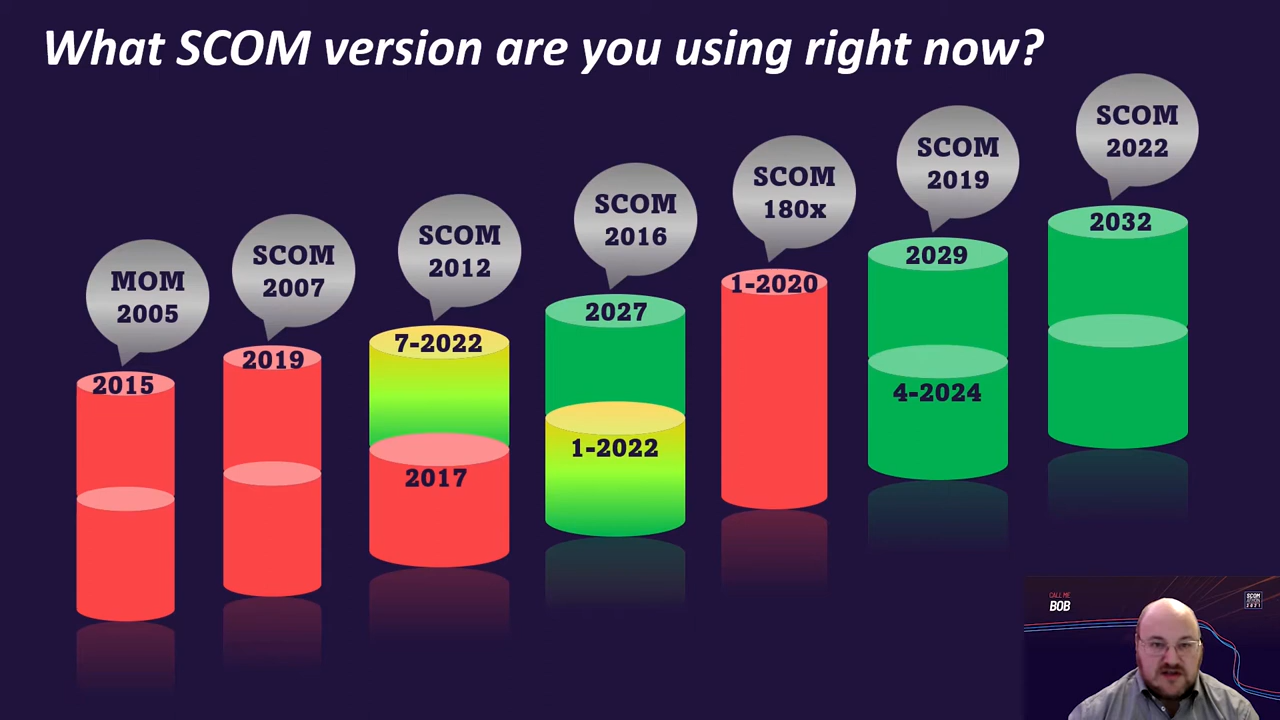 What SCOM version are you using right now?
MOM
2005
2015
SCOM
2007
2019
SCOM
2012
7-2022
2017
SCOM
2016
2027
1-2022
SCOM
180x
1-2020
SCOM
2019
2029
4-2024
SCOM
2022
2032
CALL ME
BOB
SCOM
2021